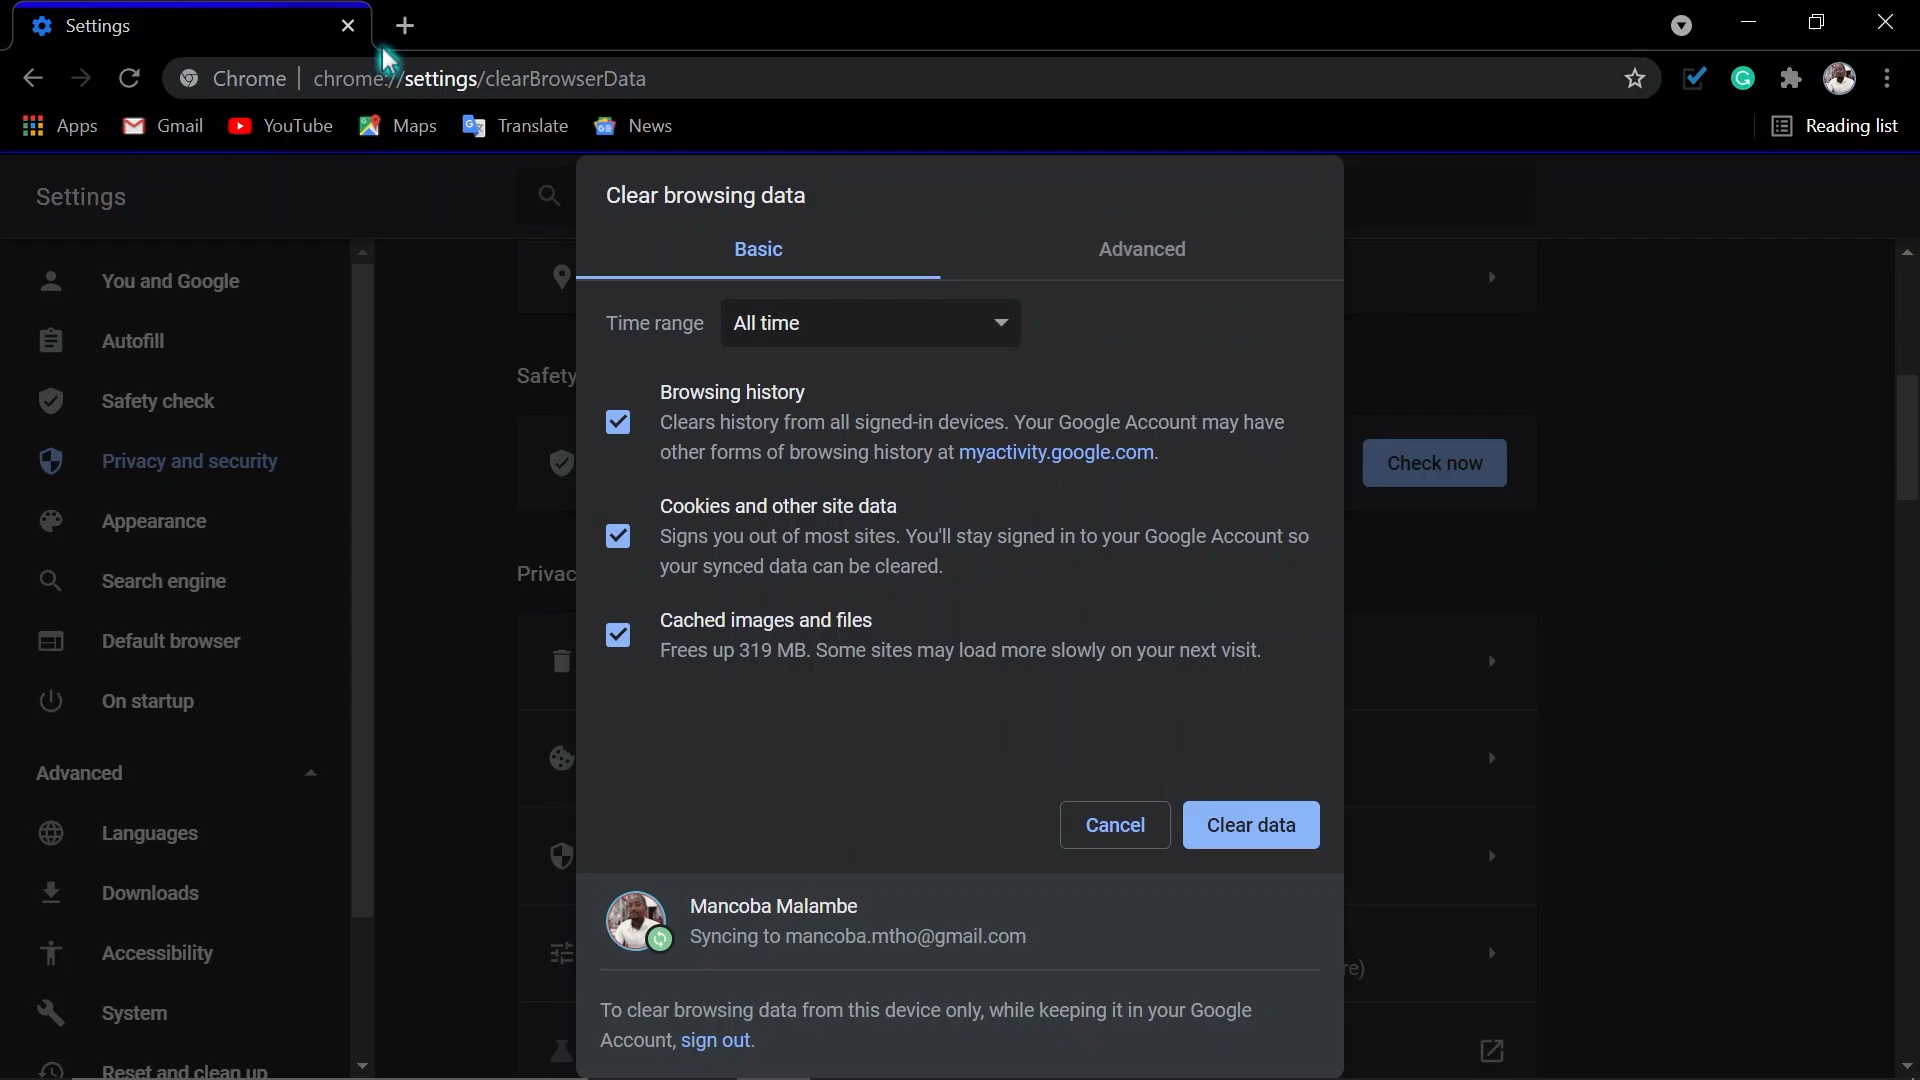 Settings
Chrome | chrome://settings/clearBrowserData
Apps Gmail YouTube Maps Translate News Reading list
Settings
Clear browsing data
Basic Advanced
You and Google
Autofill
Safety check
Privacy and security
Appearance
Search engine
Default browser
On startup
Advanced
Languages
Downloads
Accessibility
System
Reset and clean up
Safety
Privac
Time range All time
Browsing history
Clears history from all signed-in devices. Your Google Account may have
other forms of browsing history at myactivity.google.com.
Cookies and other site data
Signs you out of most sites. You'll stay signed in to your Google Account so
your synced data can be cleared.
Cached images and files
Frees up 319 MB. Some sites may load more slowly on your next visit.
Cancel Clear data
Mancoba Malambe
Syncing to mancoba.mtho@gmail.com
To clear browsing data from this device only, while keeping it in your Google
Account, sign out.
Check now
re)